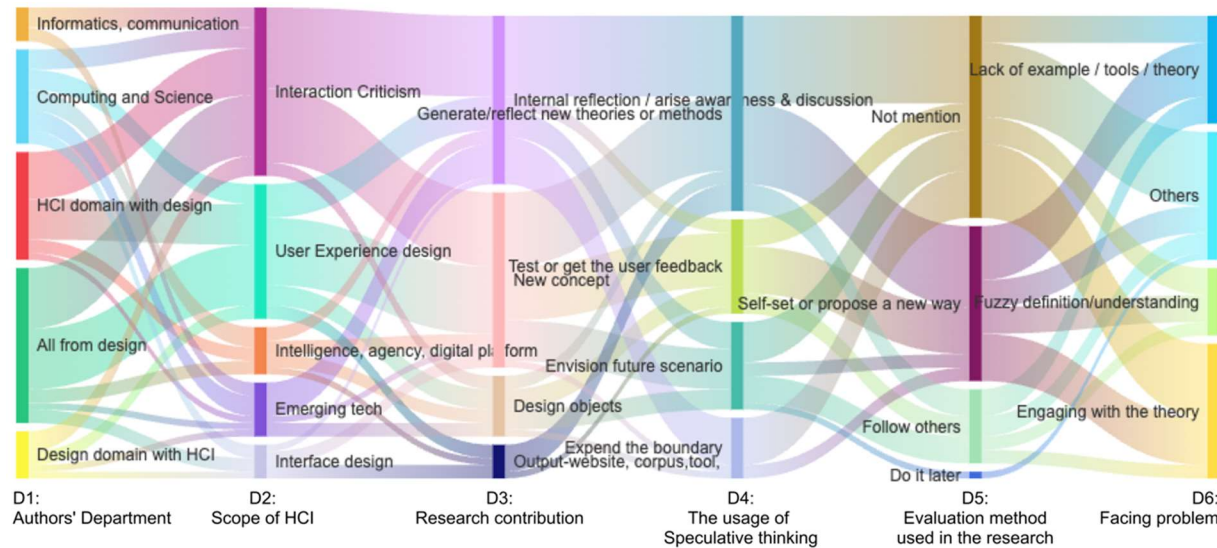 Informatics, communication
Computing and Science
HCI domain with design
All from design
Design domain with HCI
D1:
Authors' Department
Interaction Criticism
User Experience design
Intelligence, agency, digital platform
Emerging tech
Interface design
D2:
Scope of HCI
Generate/reflect new theories or methods
New concept
Design objects
Output-website, corpus,tool,
D3:
Research contribution
Internal reflection / arise awareness & discussion
Test or get the user feedback
Envision future scenario
Expend the boundary
D4:
The usage of
Speculative thinking
Not mention
Self-set or propose a new way
Follow others
Do it later
D5:
Evaluation method
used in the research
Lack of example / tools / theory
Others
Fuzzy definition/understanding
Engaging with the theory
D6:
Facing problem